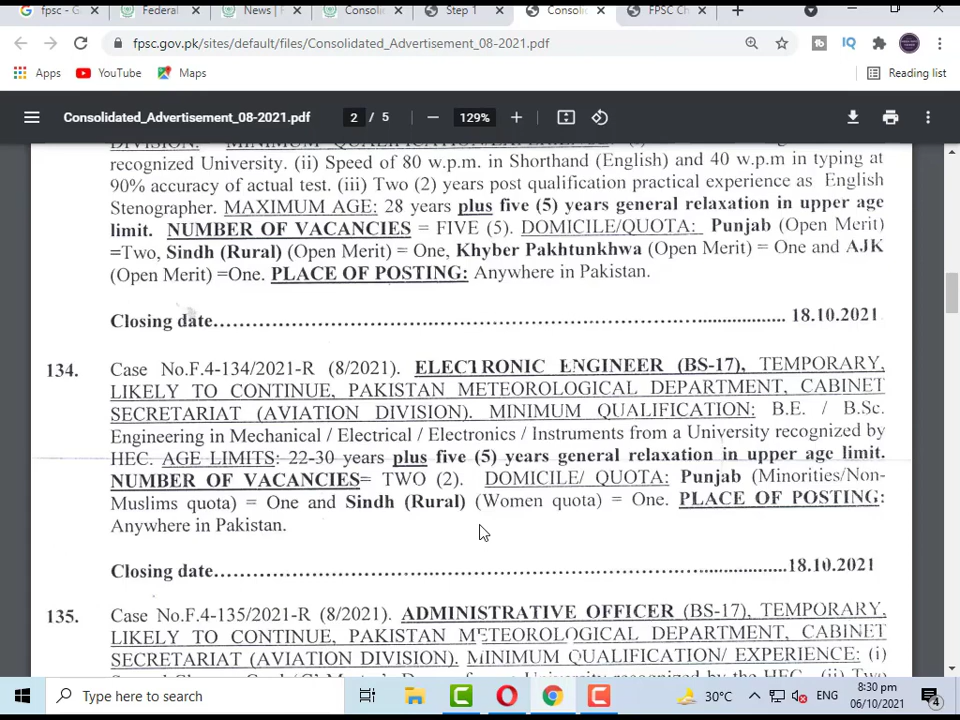 fpsc - G
Federal
News | F
Consoli
Step 1
Consoli
FPSC Ch
fpsc.gov.pk/sites/default/files/Consolidated_Advertisement_08-2021.pdf
IQ
Apps
YouTube
Maps
Reading list
Consolidated_Advertisement_08-2021.pdf
2 / 5
129%
recognized University. (ii) Speed of 80 w.p.m. in Shorthand (English) and 40 w.p.m in typing at
90% accuracy of actual test. (iii) Two (2) years post qualification practical experience as English
Stenographer. MAXIMUM AGE: 28 years plus five (5) years general relaxation in upper age
limit. NUMBER OF VACANCIES = FIVE (5). DOMICILE/QUOTA: Punjab (Open Merit)
=Two, Sindh (Rural) (Open Merit) = One, Khyber Pakhtunkhwa (Open Merit) = One and AJK
(Open Merit) =One. PLACE OF POSTING: Anywhere in Pakistan.
Closing date.................................................................................... 18.10.2021
134. Case No.F.4-134/2021-R (8/2021). ELECTRONIC ENGINEER (BS-17), TEMPORARY,
LIKELY TO CONTINUE, PAKISTAN METEOROLOGICAL DEPARTMENT, CABINET
SECRETARIAT (AVIATION DIVISION). MINIMUM QUALIFICATION: B.E. / B.Sc.
Engineering in Mechanical / Electrical / Electronics / Instruments from a University recognized by
HEC. AGE LIMITS: 22-30 years plus five (5) years general relaxation in upper age limit.
NUMBER OF VACANCIES= TWO (2). DOMICILE/ QUOTA: Punjab (Minorities/Non-
Muslims quota) = One and Sindh (Rural) (Women quota) = One. PLACE OF POSTING:
Anywhere in Pakistan.
Closing date....................................................................................18.10.2021
135. Case No.F.4-135/2021-R (8/2021). ADMINISTRATIVE OFFICER (BS-17), TEMPORARY,
LIKELY TO CONTINUE, PAKISTAN METEOROLOGICAL DEPARTMENT, CABINET
SECRETARIAT (AVIATION DIVISION). MINIMUM QUALIFICATION/ EXPERIENCE: (i)
Type here to search
30°C
ENG
8:30 pm
06/10/2021
4